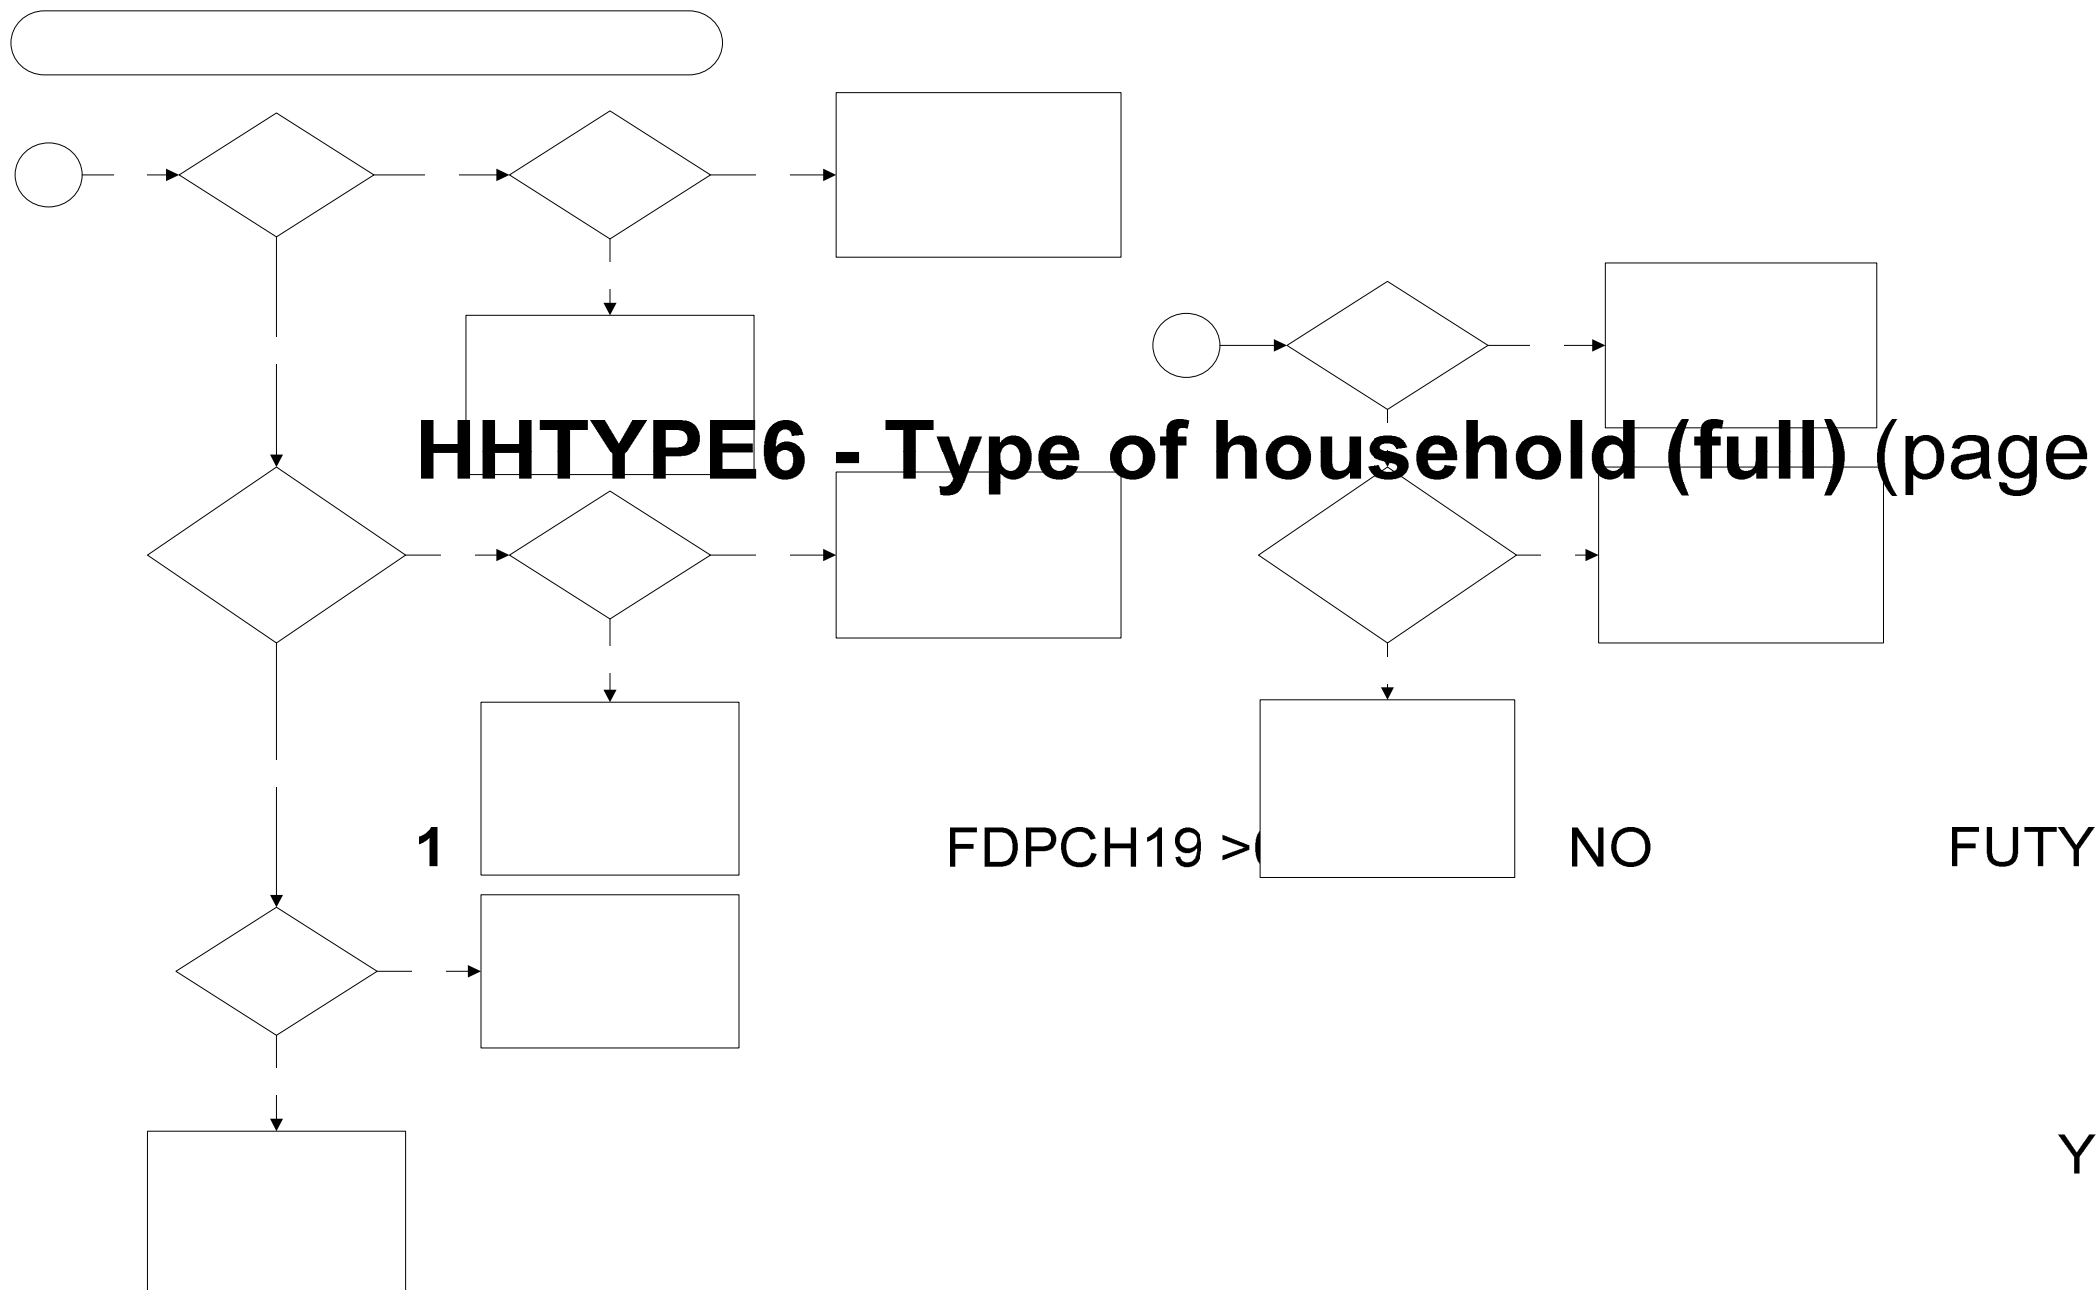 HHTYPE6 - Type of household (full) (page
1 FDPCH19 > NO FUTY
Y